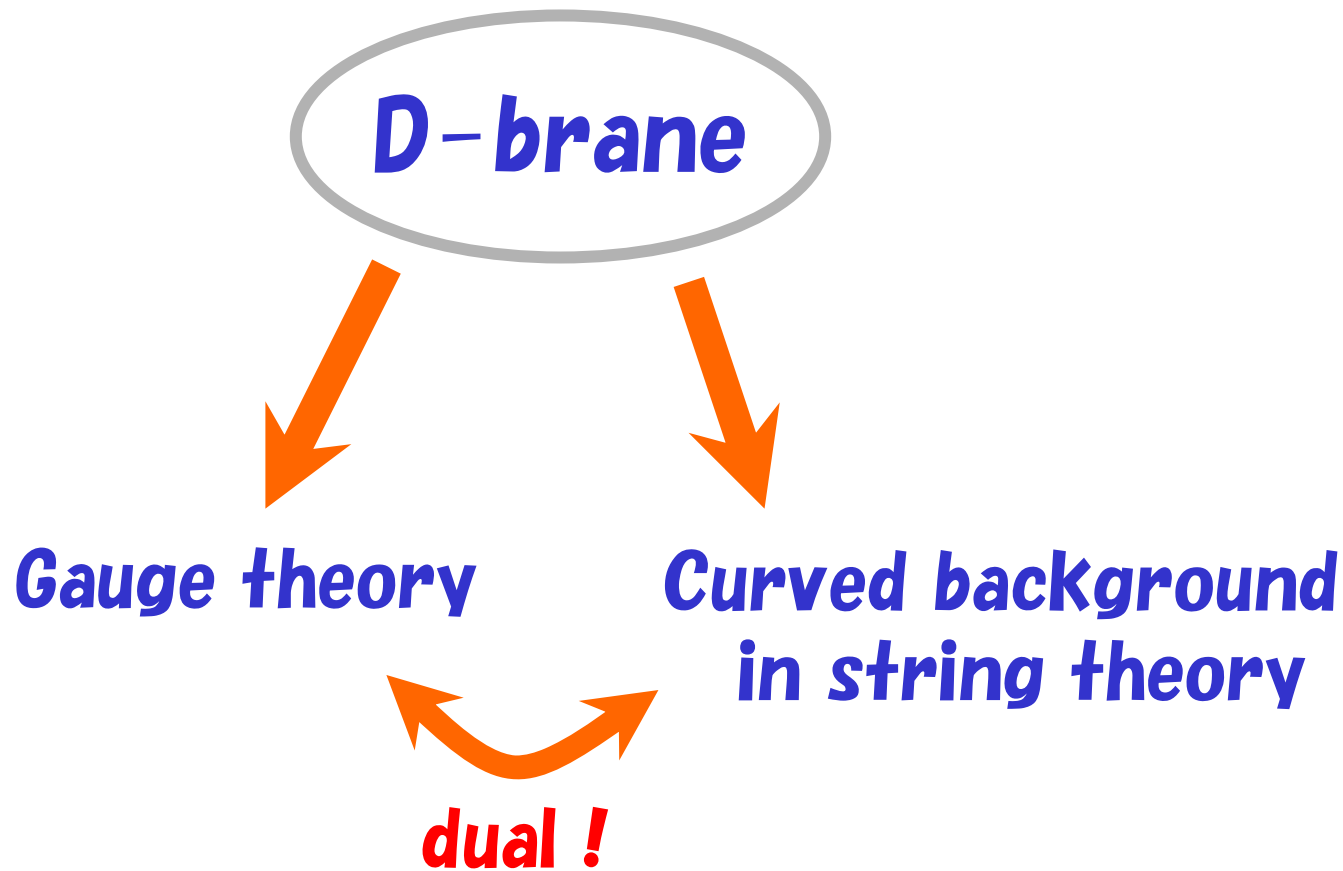 D-brane
Gauge theory
Curved background
in string theory
dual !